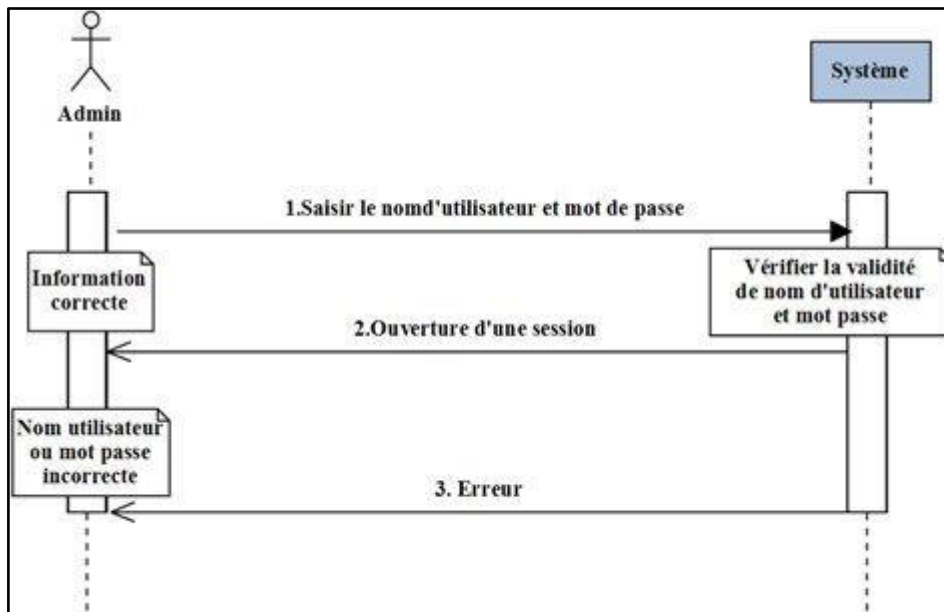 Admin
Système
1.Saisir le nomd'utilisateur et mot de passe
Information
correcte
Vérifier la validité
de nom d'utilisateur
et mot passe
2.Ouverture d'une session
Nom utilisateur
ou mot passe
incorrecte
3. Erreur